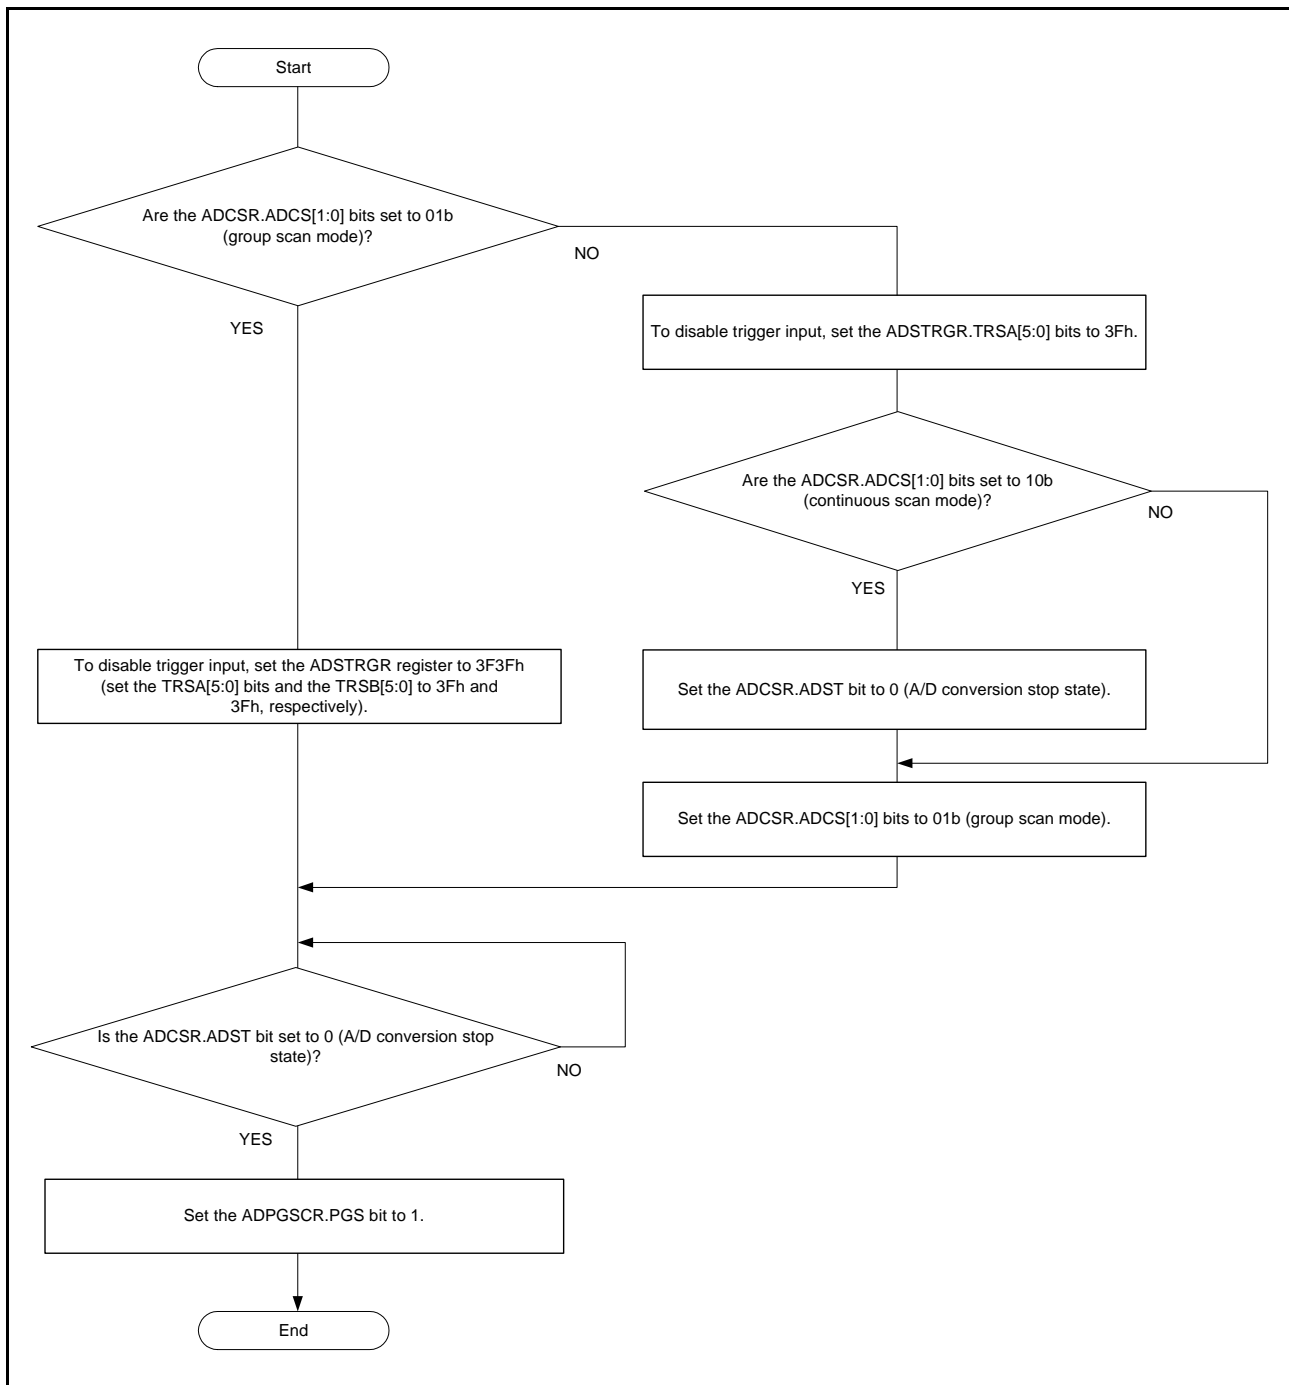 Start
Are the ADCSR.ADCS[1:0] bits set to 01b
(group scan mode)?
NO
YES
To disable trigger input, set the ADSTRGR.TRSA[5:0] bits to 3Fh.
Are the ADCSR.ADCS[1:0] bits set to 10b
(continuous scan mode)?
NO
YES
To disable trigger input, set the ADSTRGR register to 3F3Fh
(set the TRSA[5:0] bits and the TRSB[5:0] to 3Fh and
3Fh, respectively).
Set the ADCSR.ADST bit to 0 (A/D conversion stop state).
Set the ADCSR.ADCS[1:0] bits to 01b (group scan mode).
Is the ADCSR.ADST bit set to 0 (A/D conversion stop
state)?
NO
YES
Set the ADPGSCR.PGS bit to 1.
End